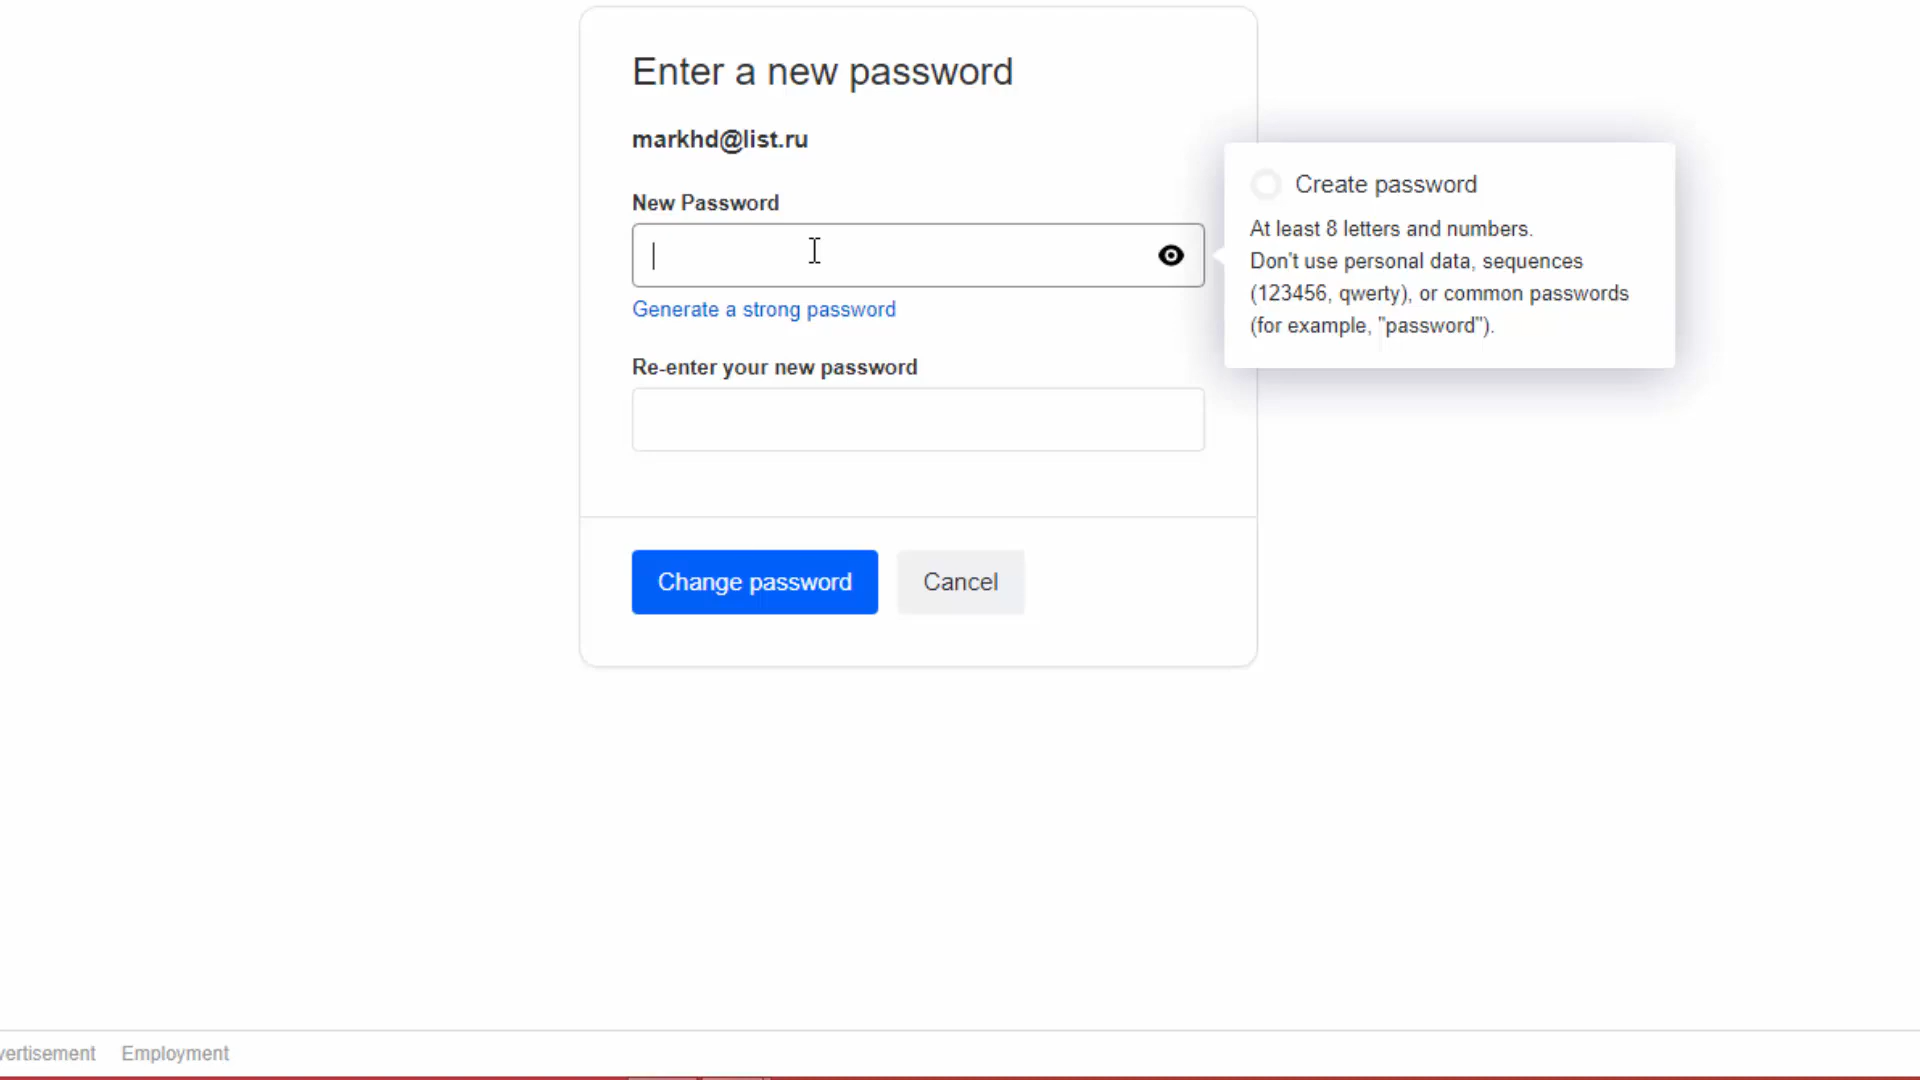 Enter a new password
markhd@list.ru
New Password
Generate a strong password
Re-enter your new password
Create password
At least 8 letters and numbers.
Don't use personal data, sequences
(123456, qwerty), or common passwords
(for example, "password").
Change password
Cancel
vertisement
Employment